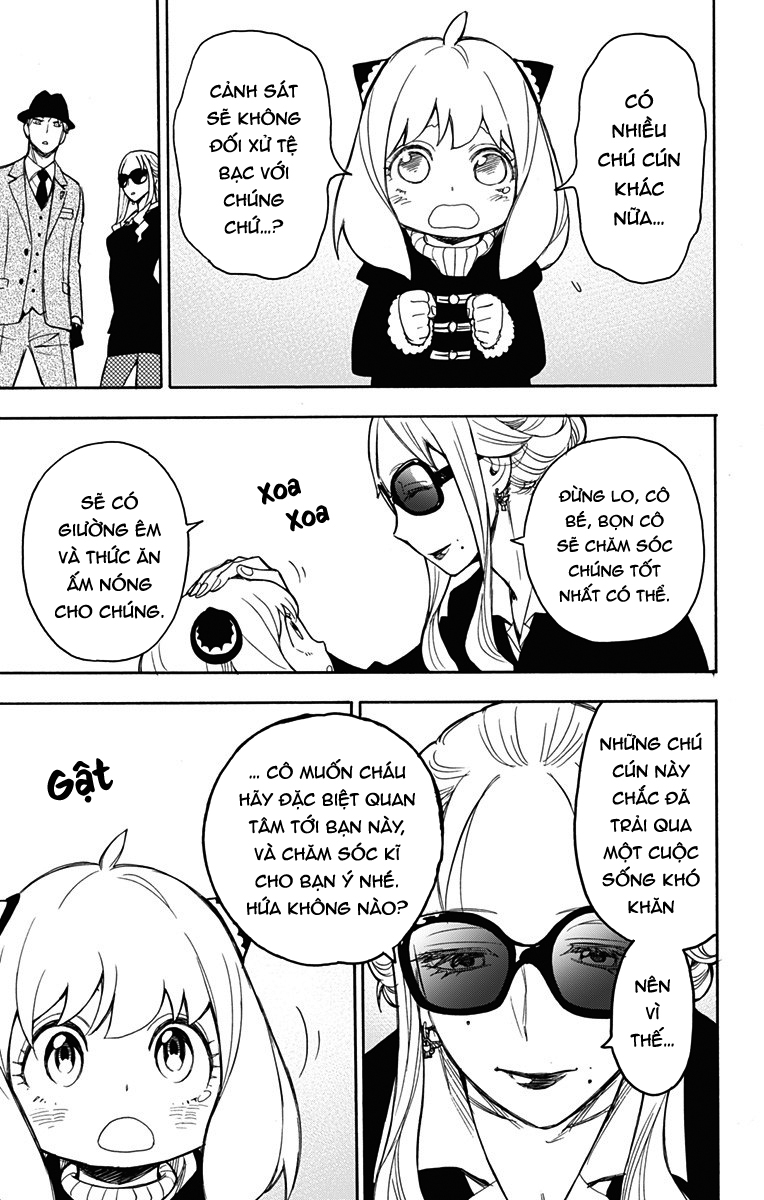 CÓ
NHIỀU
CHÚ CÚN
KHÁC
NỮA...
CẢNH SÁT
SẼ KHÔNG
ĐỐI XỬ TỆ
BẠC VỚI
CHÚNG
CHỨ...?
ĐỪNG LO, CÔ
BÉ, BỌN CÔ
SẼ CHĂM SÓC
CHÚNG TỐT
NHẤT CÓ THỂ.
XOA
XOA
SẼ CÓ
GIƯỜNG ÊM
VÀ THỨC ĂN
ẤM NÓNG
CHO CHÚNG.
NHỮNG CHÚ
CÚN NÀY
CHẮC ĐÃ
TRẢI QUA
MỘT CUỘC
SỐNG KHÓ
KHĂN
NÊN
VÌ
THẾ...
... CÔ MUỐN CHÁU
HÃY ĐẶC BIỆT QUAN
TÂM TỚI BẠN NÀY,
VÀ CHĂM SÓC KĨ
CHO BẠN Ý NHÉ.
HỨA KHÔNG NÀO?
GẬT